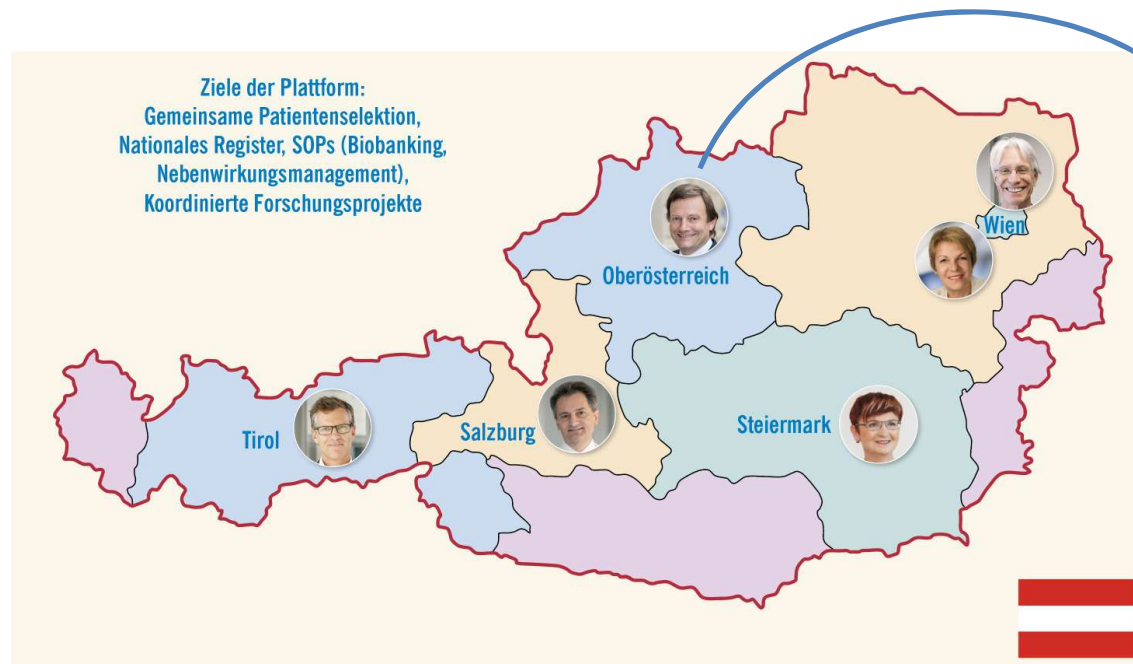 Ziele der Plattform:
Gemeinsame Patientenselektion,
Nationales Register, SOPs (Biobanking,
Nebenwirkungsmanagement),
Koordinierte Forschungsprojekte
Wien
Oberösterreich
Tirol
Salzburg
Steiermark